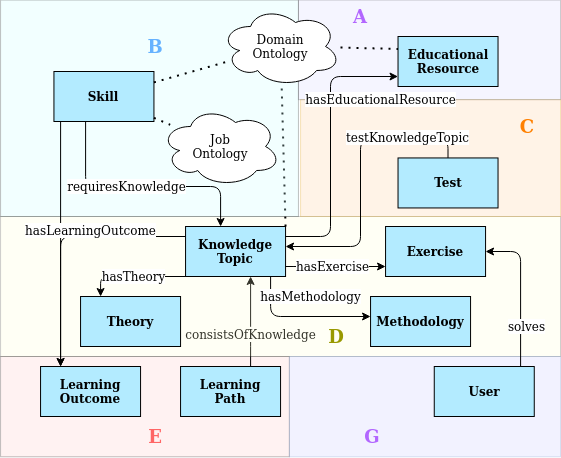 A
B
Domain
Ontology
Educational
Resource
Skill
hasEducationalResource
C
Job
Ontology
testKnowledgeTopic
Test
requiresKnowledge
hasLearningOutcome
Knowledge
Topic
Exercise
hasExercise
hasTheory
hasMethodology
Theory
Methodology
consistsOfKnowledge
D
solves
Learning
Outcome
Learning
Path
User
E
G